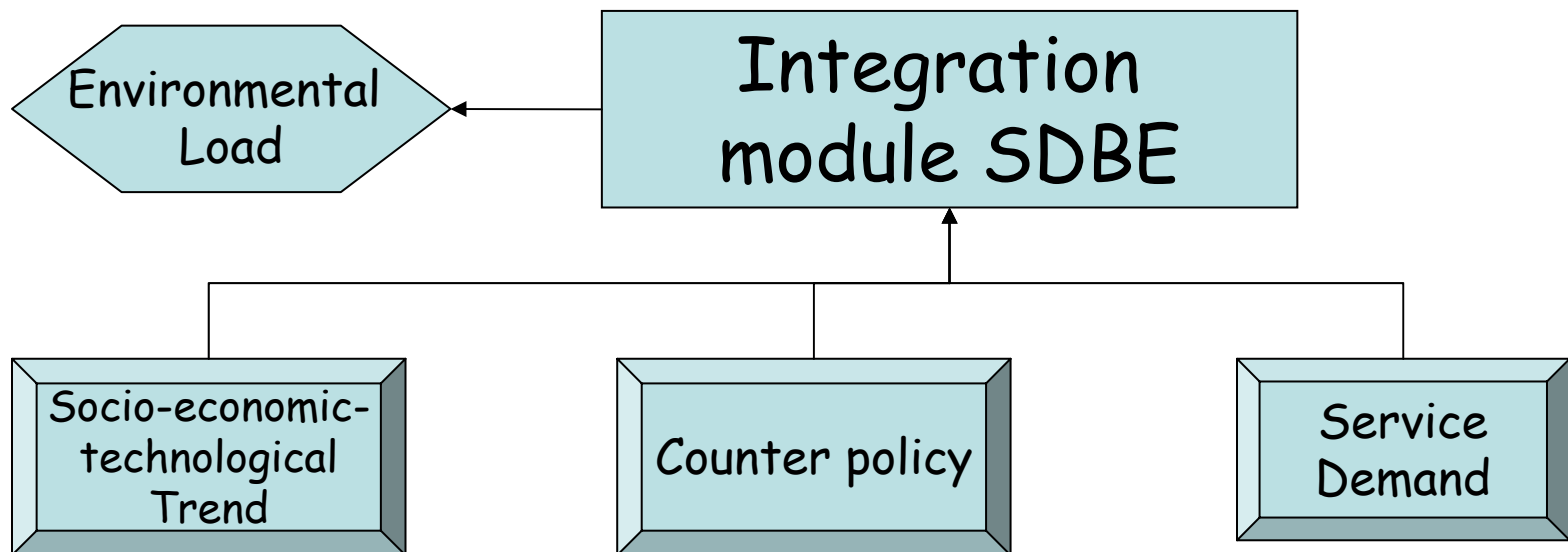 Environmental
Load
Integration
module SDBE
Socio-economic-
technological
Trend
Counter policy
Service
Demand